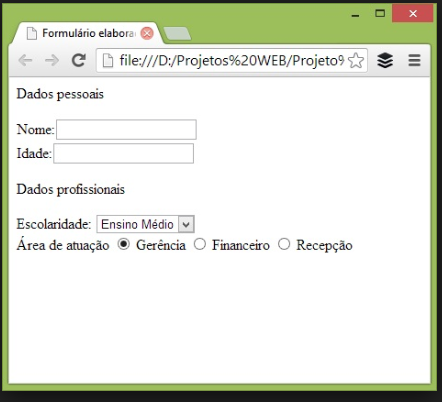 Formulário elabora
file:///D:/Projetos%20WEB/Projeto%
Dados pessoais
Nome:
Idade:
Dados profissionais
Escolaridade: Ensino Médio
Área de atuação Gerência Financeiro Recepção